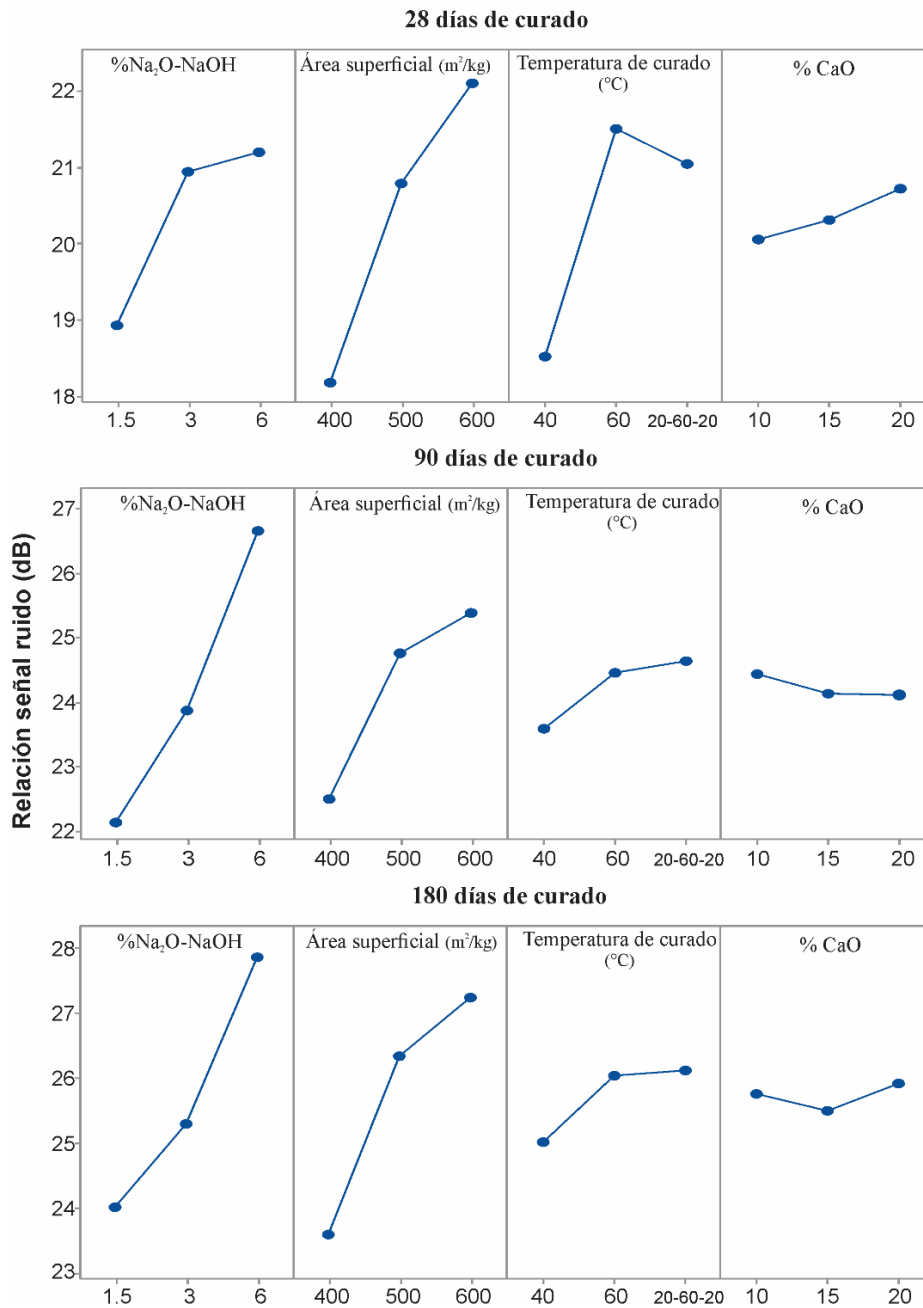 28 días de curado
%Na₂O-NaOH
Área superficial (m²/kg)
Temperatura de curado
(°C)
% CaO
22
21
20
19
18
1.5 3 6
400 500 600
40 60 20-60-20
10 15 20
90 días de curado
%Na₂O-NaOH
Área superficial (m²/kg)
Temperatura de curado
(°C)
% CaO
Relación señal ruido (dB)
27
26
25
24
23
22
1.5 3 6
400 500 600
40 60 20-60-20
10 15 20
180 días de curado
%Na₂O-NaOH
Área superficial (m²/kg)
Temperatura de curado
(°C)
% CaO
28
27
26
25
24
23
1.5 3 6
400 500 600
40 60 20-60-20
10 15 20